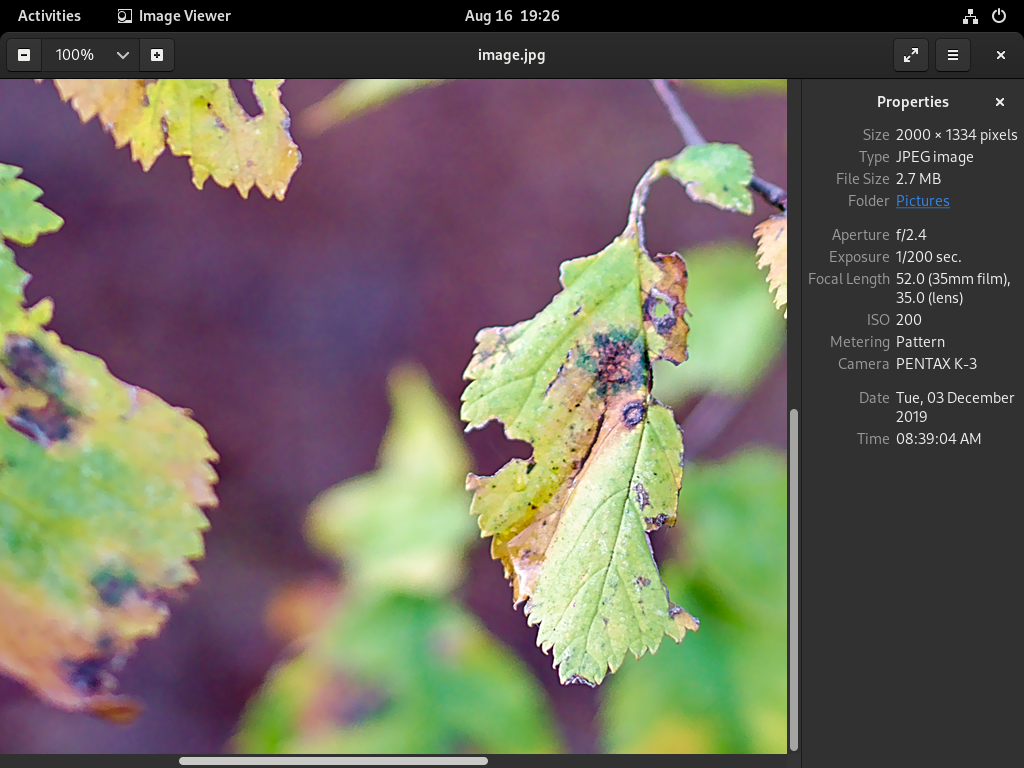 Activities Image Viewer Aug 16 19:26
100% image.jpg
Properties
Size 2000 × 1334 pixels
Type JPEG image
File Size 2.7 MB
Folder Pictures
Aperture f/2.4
Exposure 1/200 sec.
Focal Length 52.0 (35mm film),
35.0 (lens)
ISO 200
Metering Pattern
Camera PENTAX K-3
Date Tue, 03 December
2019
Time 08:39:04 AM